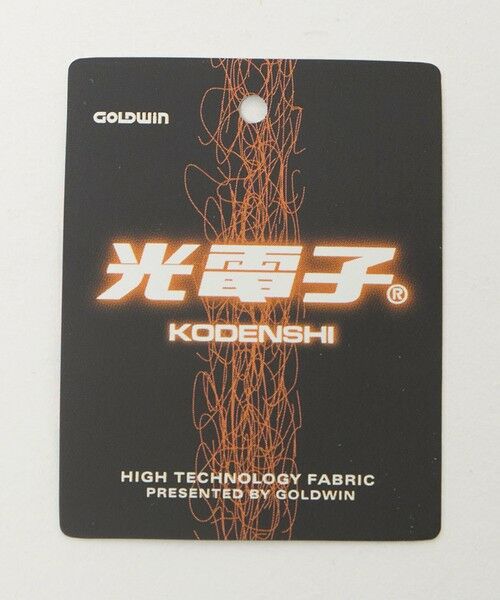 GOLDWIN
光電子®
KODENSHI
HIGH TECHNOLOGY FABRIC
PRESENTED BY GOLDWIN